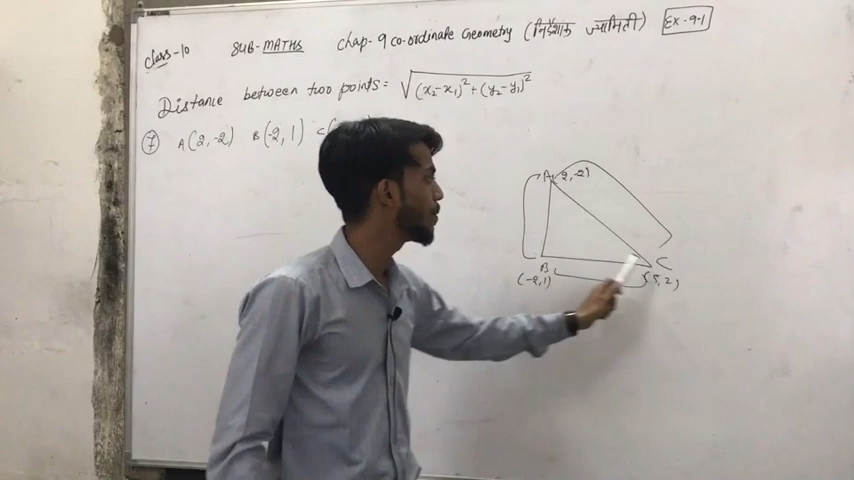 class-10 SUB-MATHS Chap-9 co-ordinate Geometry (निर्देशांक ज्यामिती) EX-9.1
Distance between two points = √(x₂-x₁)²+(y₂-y₁)²
7 A(2,-2) B(-2,1) C(
A(2,-2)
B C
(-2,1) (5,2)